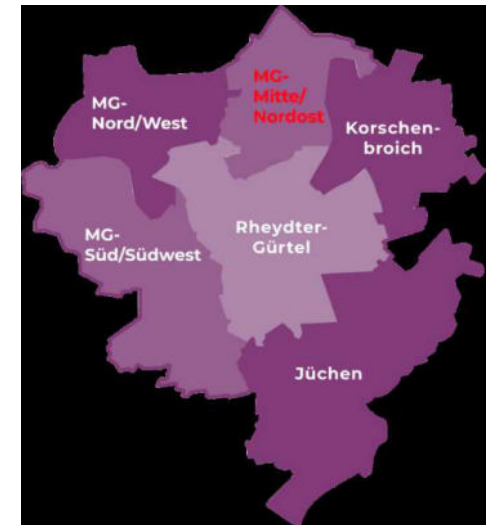 MG-
Mitte/
Nordost
MG-
Nord/West
Korschen-
broich
MG-
Süd/Südwest
Rheydter-
Gürtel
Jüchen